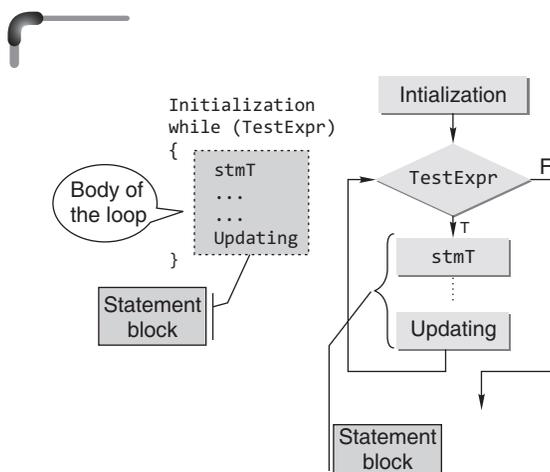 Initialization
while (TestExpr)
{
stmT
...
...
Updating
}
Body of
the loop
Statement
block
Intialization
TestExpr
F
T
stmT
Updating
Statement
block